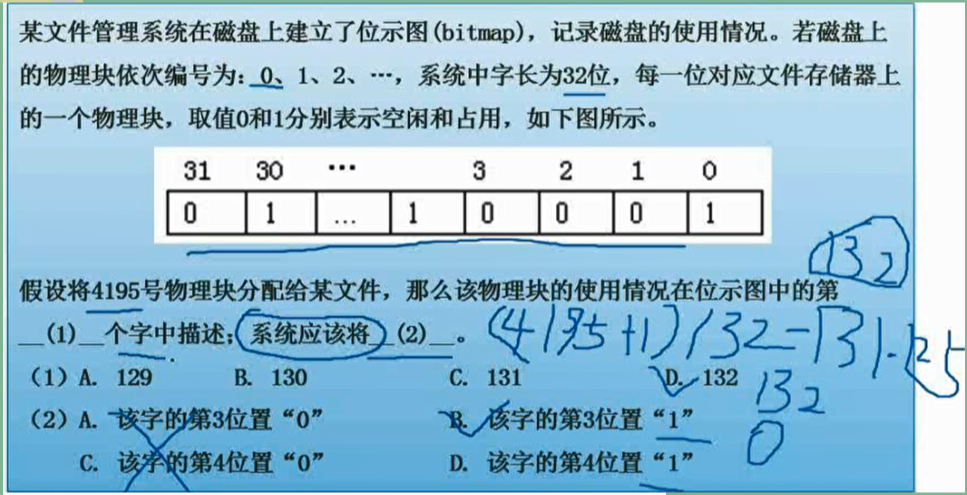 某文件管理系统在磁盘上建立了位示图(bitmap)，记录磁盘的使用情况。若磁盘上
的物理块依次编号为：0、1、2、…，系统中字长为32位，每一位对应文件存储器上
的一个物理块，取值0和1分别表示空闲和占用，如下图所示。
31 30 … 3 2 1 0
0 1 … 1 0 0 0 1
132
假设将4195号物理块分配给某文件，那么该物理块的使用情况在位示图中的第
__(1)__个字中描述；系统应该将__(2)__。
(4195+1)/32=131.125
（1）A. 129 B. 130 C. 131 D. 132
132
（2）A. 该字的第3位置“0” B. 该字的第3位置“1”
0
C. 该字的第4位置“0” D. 该字的第4位置“1”